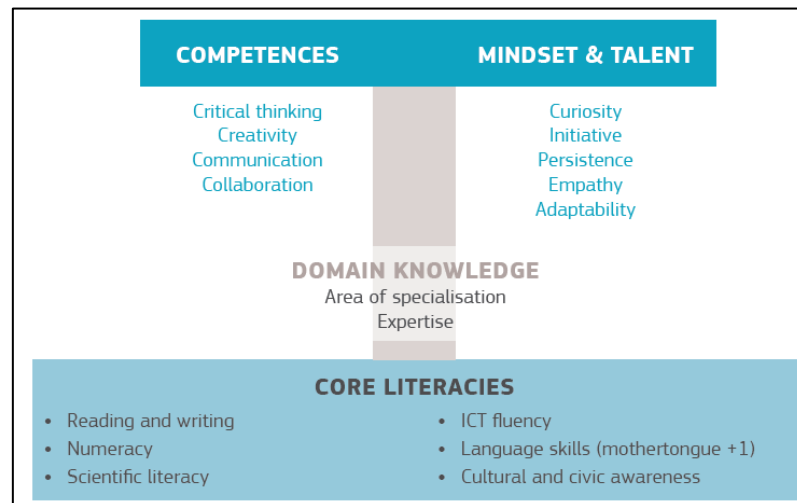 COMPETENCES
Critical thinking
Creativity
Communication
Collaboration
MINDSET & TALENT
Curiosity
Initiative
Persistence
Empathy
Adaptability
DOMAIN KNOWLEDGE
Area of specialisation
Expertise
CORE LITERACIES
• Reading and writing
• Numeracy
• Scientific literacy
• ICT fluency
• Language skills (mothertongue +1)
• Cultural and civic awareness